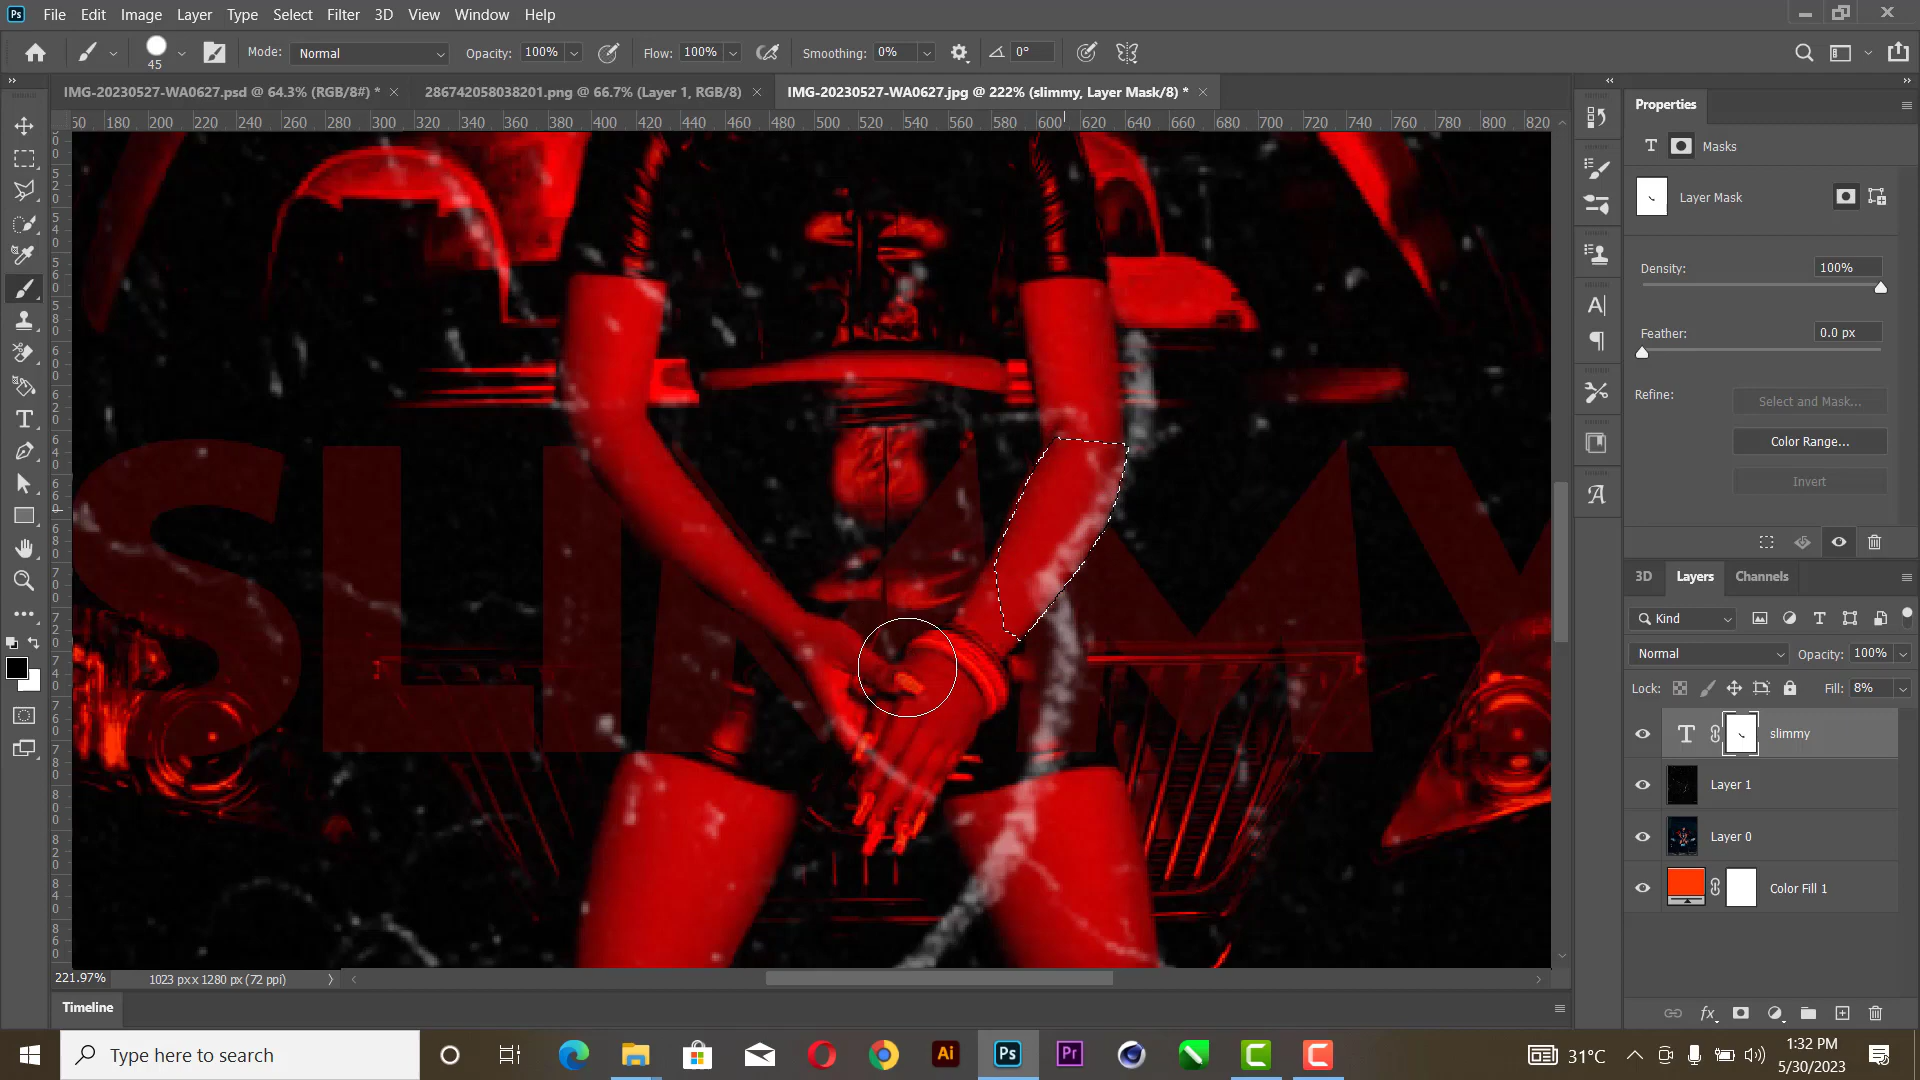 Ps File Edit Image Layer Type Select Filter 3D View Window Help
45 Mode: Normal Opacity: 100% Flow: 100% Smoothing: 0% 0°
IMG-20230527-WA0627.psd @ 64.3% (RGB/8#) * × 286742058038201.png @ 66.7% (Layer 1, RGB/8) × IMG-20230527-WA0627.jpg @ 222% (slimmy, Layer Mask/8) * ×
180 200 220 240 260 280 300 320 340 360 380 400 420 440 460 480 500 520 540 560 580 600 620 640 660 680 700 720 740 760 780 800 820
SLIMMY
Properties
Masks
Layer Mask
Density: 100%
Feather: 0.0 px
Refine: Select and Mask...
Color Range...
Invert
3D Layers Channels
Kind
Normal Opacity: 100%
Lock: Fill: 8%
T slimmy
Layer 1
Layer 0
Color Fill 1
221.97% 1023 px x 1280 px (72 ppi)
Timeline
Type here to search
Ai Ps Pr
31°C
1:32 PM
5/30/2023